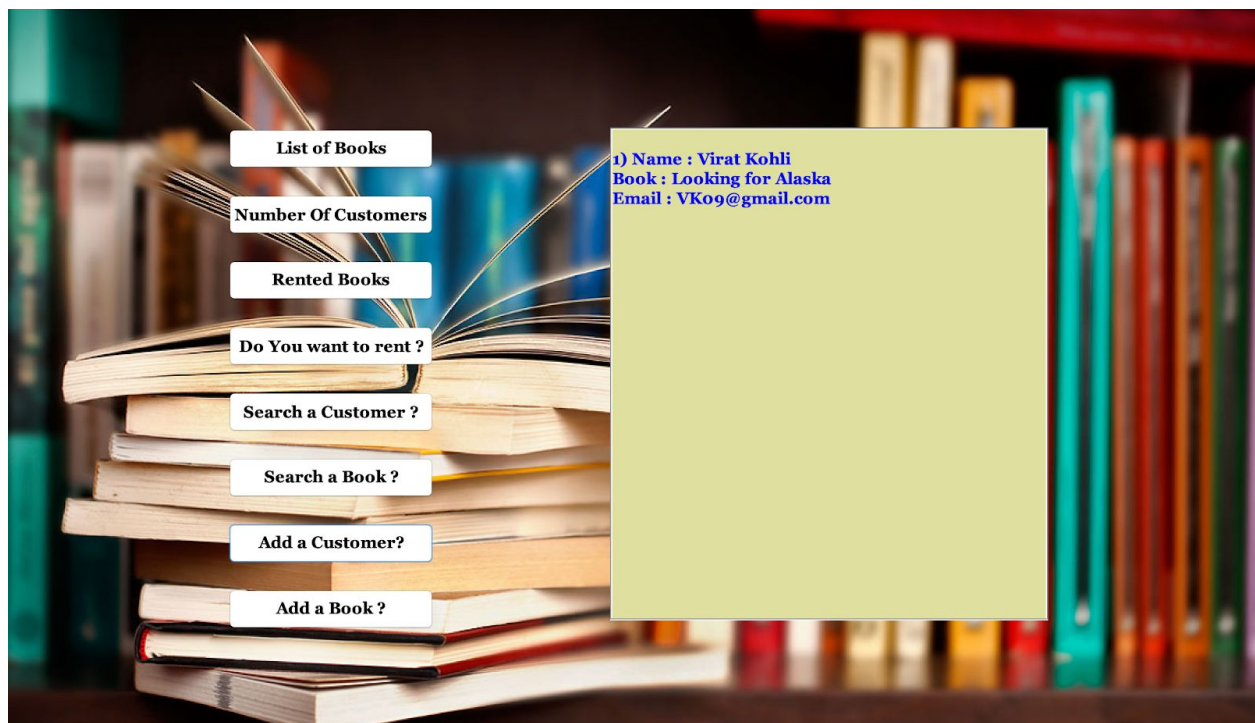 List of Books
Number Of Customers
Rented Books
Do You want to rent ?
Search a Customer ?
Search a Book ?
Add a Customer?
Add a Book ?
1) Name : Virat Kohli
Book : Looking for Alaska
Email : VK09@gmail.com